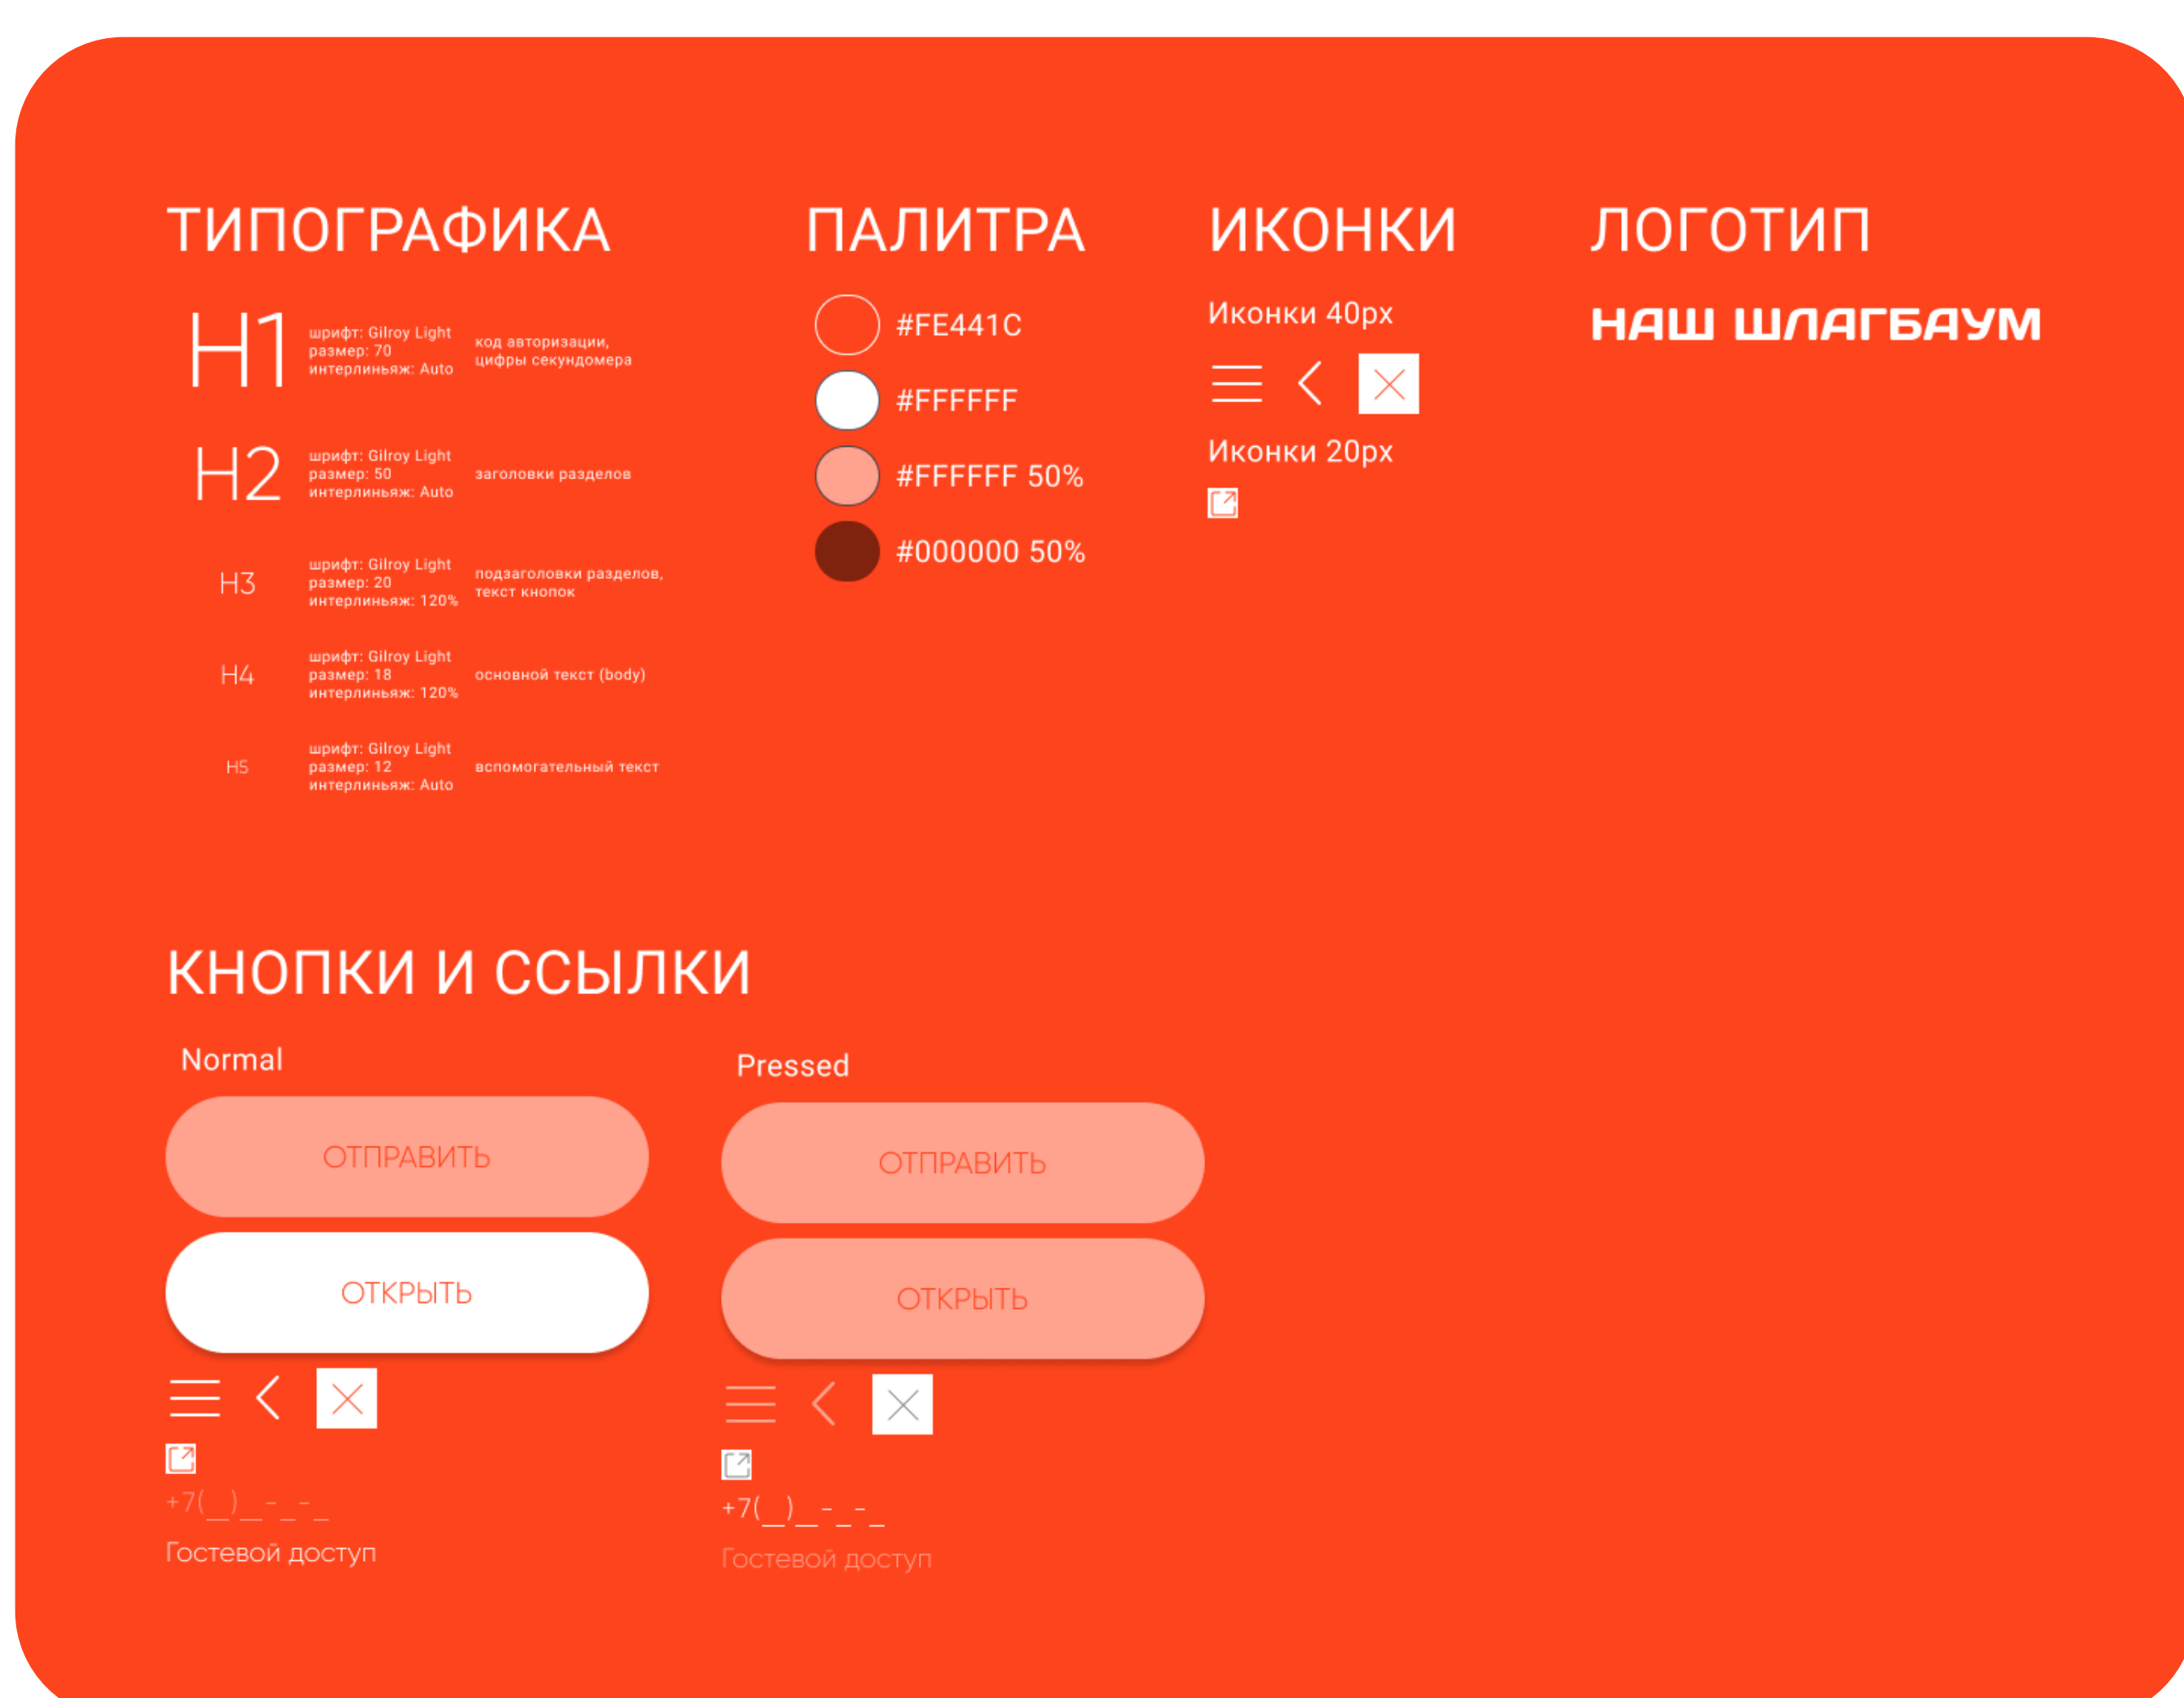 ТИПОГРАФИКА
H1
шрифт: Gilroy Light
размер: 70
интерлиньяж: Auto
код авторизации,
цифры секундомера
H2
шрифт: Gilroy Light
размер: 50
интерлиньяж: Auto
заголовки разделов
H3
шрифт: Gilroy Light
размер: 20
интерлиньяж: 120%
подзаголовки разделов,
текст кнопок
H4
шрифт: Gilroy Light
размер: 18
интерлиньяж: 120%
основной текст (body)
H5
шрифт: Gilroy Light
размер: 12
интерлиньяж: Auto
вспомогательный текст
ПАЛИТРА
#FE441C
#FFFFFF
#FFFFFF 50%
#000000 50%
ИКОНКИ
Иконки 40px
Иконки 20px
ЛОГОТИП
НАШ ШЛАГБАУМ
КНОПКИ И ССЫЛКИ
Normal
ОТПРАВИТЬ
ОТКРЫТЬ
+7(__)__-_-_
Гостевой доступ
Pressed
ОТПРАВИТЬ
ОТКРЫТЬ
+7(__)__-_-_
Гостевой доступ